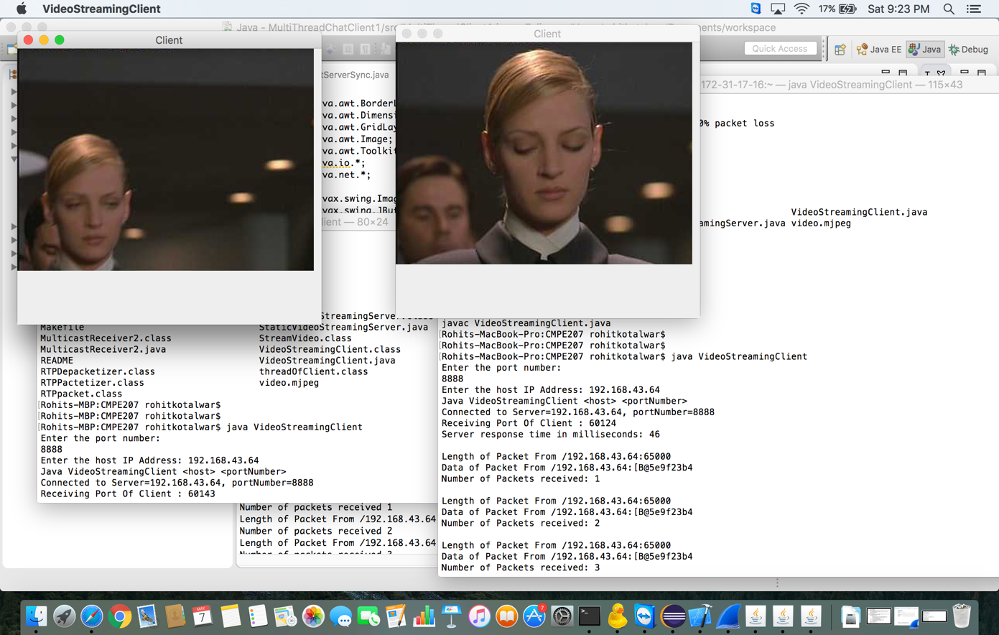 VideoStreamingClient
17%
Sat 9:23 PM
Client
Client
Quick Access
Java EE
Java
Debug
tServerSync.java
172-31-17-16:~ — java VideoStreamingClient — 115×43
va.awt.BorderL
va.awt.Dimensi
va.awt.GridLay
va.awt.Image;
va.awt.Toolkit
va.io.*;
va.net.*;
vax.swing.Imag
vax.swing.JBut
lient — 80×24
0% packet loss
VideoStreamingClient.java
amingServer.java video.mjpeg
Makefile
StaticVideoStreamingServer.java
MulticastReceiver2.class
StreamVideo.class
MulticastReceiver2.java
VideoStreamingClient.class
README
VideoStreamingClient.java
RTPDepacketizer.class
threadOfClient.class
RTPPactetizer.class
video.mjpeg
RTPpacket.class
[Rohits-MBP:CMPE207 rohitkotalwar$
[Rohits-MBP:CMPE207 rohitkotalwar$
[Rohits-MBP:CMPE207 rohitkotalwar$ java VideoStreamingClient
Enter the port number:
8888
Enter the host IP Address: 192.168.43.64
Java VideoStreamingClient <host> <portNumber>
Connected to Server=192.168.43.64, portNumber=8888
Receiving Port Of Client : 60143
Number of packets received 1
Length of Packet From /192.168.43.64
Number of packets received 2
Length of Packet From /192.168.43.64
Number of packets received 3
javac VideoStreamingClient.java
[Rohits-MacBook-Pro:CMPE207 rohitkotalwar$
[Rohits-MacBook-Pro:CMPE207 rohitkotalwar$
[Rohits-MacBook-Pro:CMPE207 rohitkotalwar$ java VideoStreamingClient
Enter the port number:
8888
Enter the host IP Address: 192.168.43.64
Java VideoStreamingClient <host> <portNumber>
Connected to Server=192.168.43.64, portNumber=8888
Receiving Port Of Client : 60124
Server response time in milliseconds: 46
Length of Packet From /192.168.43.64:65000
Data of Packet From /192.168.43.64:[B@5e9f23b4
Number of Packets received: 1
Length of Packet From /192.168.43.64:65000
Data of Packet From /192.168.43.64:[B@5e9f23b4
Number of Packets received: 2
Length of Packet From /192.168.43.64:65000
Data of Packet From /192.168.43.64:[B@5e9f23b4
Number of Packets received: 3
MAY
7
7